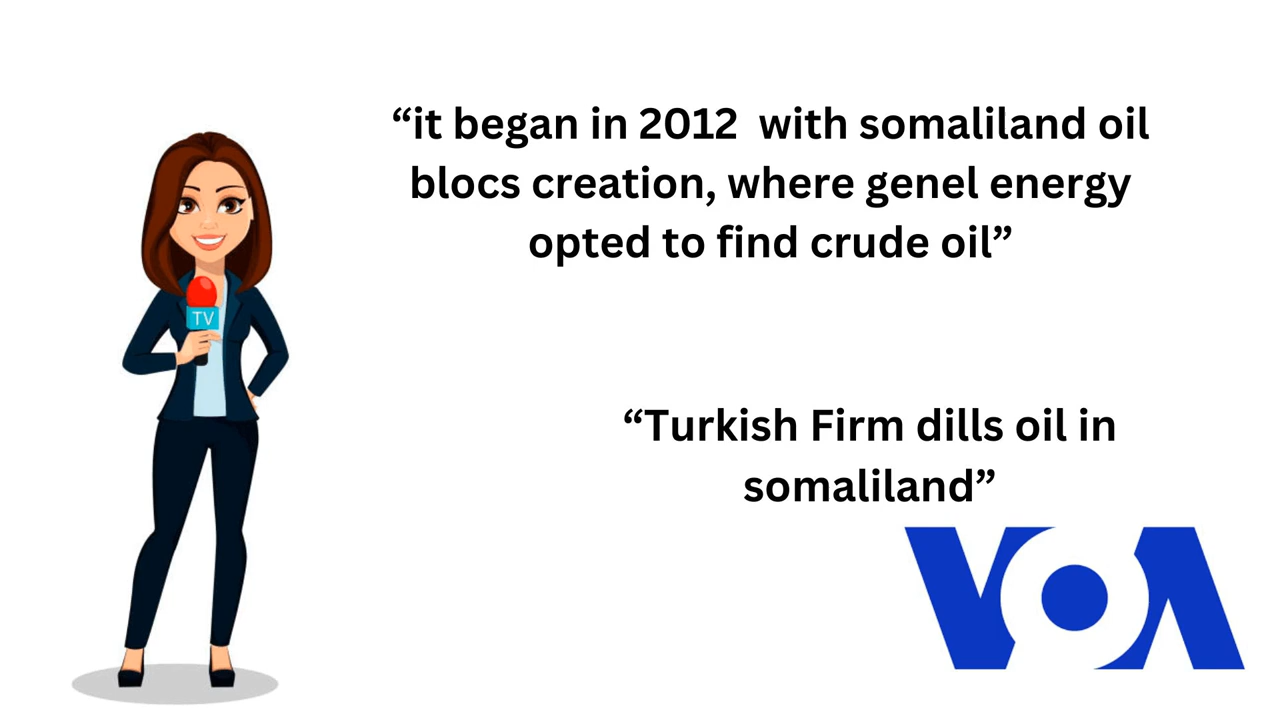 “it began in 2012  with somaliland oil
blocs creation, where genel energy
opted to find crude oil”
TV
“Turkish Firm dills oil in
somaliland”
VOA